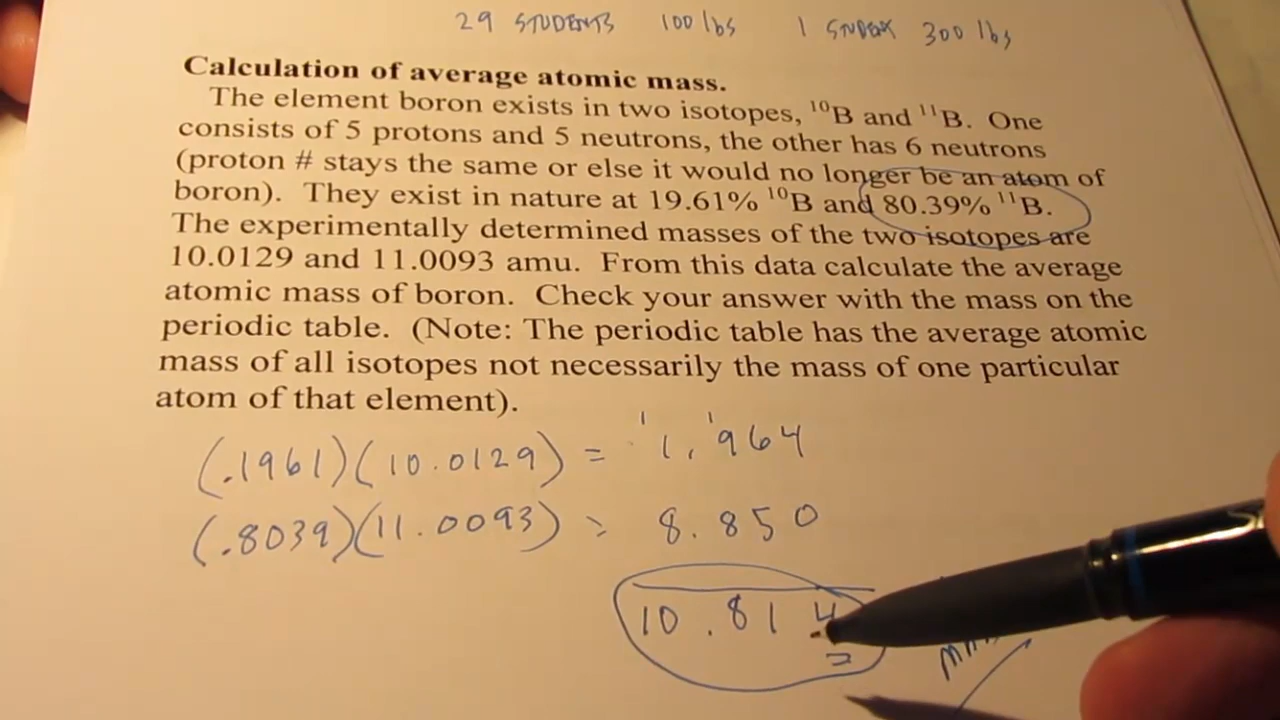 29 STUDENTS 100 lbs 1 STUDENT 300 lbs
Calculation of average atomic mass.
The element boron exists in two isotopes, ¹⁰B and ¹¹B. One
consists of 5 protons and 5 neutrons, the other has 6 neutrons
(proton # stays the same or else it would no longer be an atom of
boron). They exist in nature at 19.61% ¹⁰B and 80.39% ¹¹B.
The experimentally determined masses of the two isotopes are
10.0129 and 11.0093 amu. From this data calculate the average
atomic mass of boron. Check your answer with the mass on the
periodic table. (Note: The periodic table has the average atomic
mass of all isotopes not necessarily the mass of one particular
atom of that element).
1 1
(.1961)(10.0129) = 1.964
(.8039)(11.0093) = 8.850
10.814